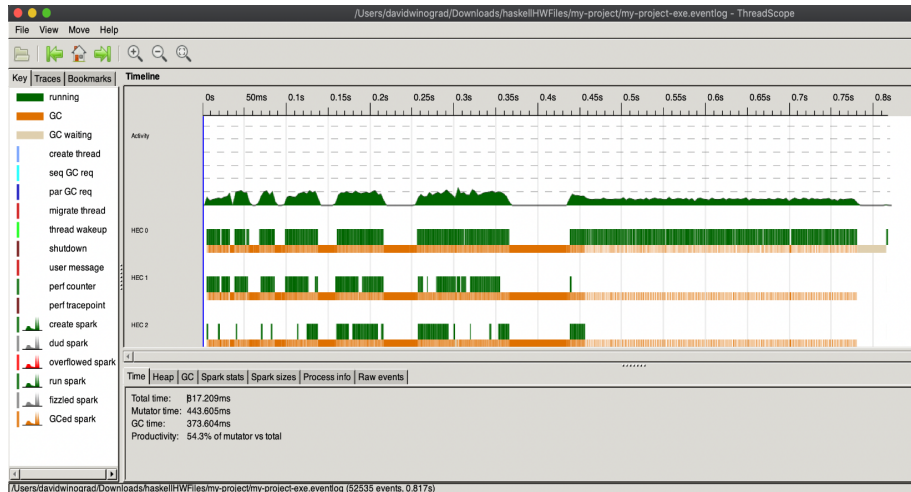 /Users/davidwinograd/Downloads/haskellHWFiles/my-project/my-project-exe.eventlog - ThreadScope
File View Move Help
Key Traces Bookmarks
running
GC
GC waiting
create thread
seq GC req
par GC req
migrate thread
thread wakeup
shutdown
user message
perf counter
perf tracepoint
create spark
dud spark
overflowed spark
run spark
fizzled spark
GCed spark
Timeline
0s 50ms 0.1s 0.15s 0.2s 0.25s 0.3s 0.35s 0.4s 0.45s 0.5s 0.55s 0.6s 0.65s 0.7s 0.75s 0.8s
Activity
HEC 0
HEC 1
HEC 2
Time Heap GC Spark stats Spark sizes Process info Raw events
Total time: 817.209ms
Mutator time: 443.605ms
GC time: 373.604ms
Productivity: 54.3% of mutator vs total
/Users/davidwinograd/Downloads/haskellHWFiles/my-project/my-project-exe.eventlog (52535 events, 0.817s)